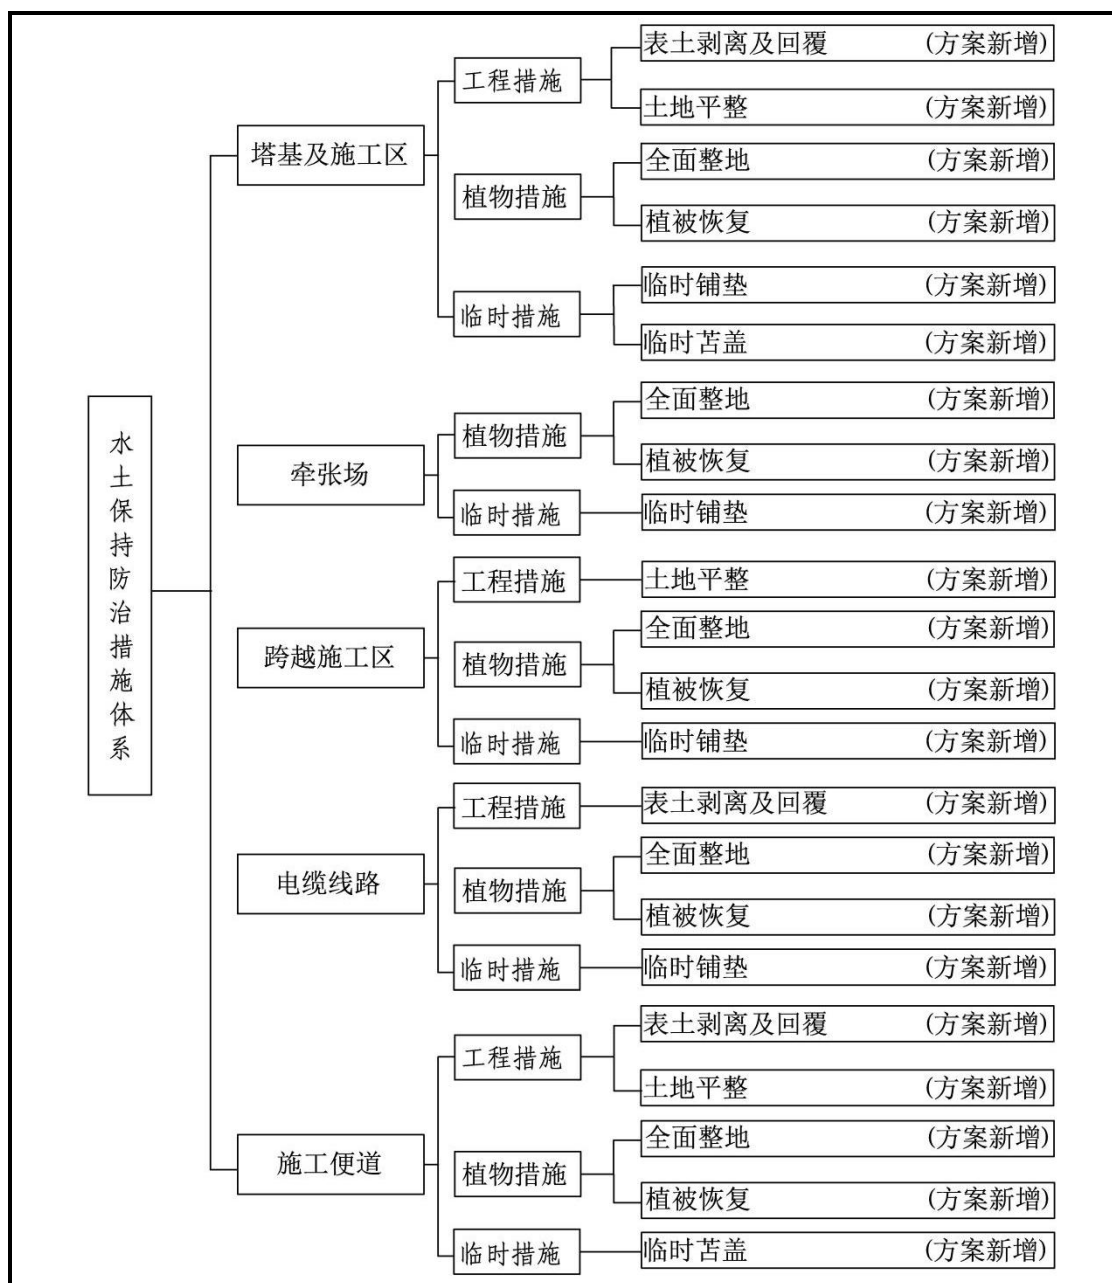 水土保持防治措施体系
塔基及施工区
工程措施
表土剥离及回覆 (方案新增)
土地平整 (方案新增)
植物措施
全面整地 (方案新增)
植被恢复 (方案新增)
临时措施
临时铺垫 (方案新增)
临时苫盖 (方案新增)
牵张场
植物措施
全面整地 (方案新增)
植被恢复 (方案新增)
临时措施
临时铺垫 (方案新增)
跨越施工区
工程措施
土地平整 (方案新增)
植物措施
全面整地 (方案新增)
植被恢复 (方案新增)
临时措施
临时铺垫 (方案新增)
电缆线路
工程措施
表土剥离及回覆 (方案新增)
植物措施
全面整地 (方案新增)
植被恢复 (方案新增)
临时措施
临时铺垫 (方案新增)
施工便道
工程措施
表土剥离及回覆 (方案新增)
土地平整 (方案新增)
植物措施
全面整地 (方案新增)
植被恢复 (方案新增)
临时措施
临时苫盖 (方案新增)